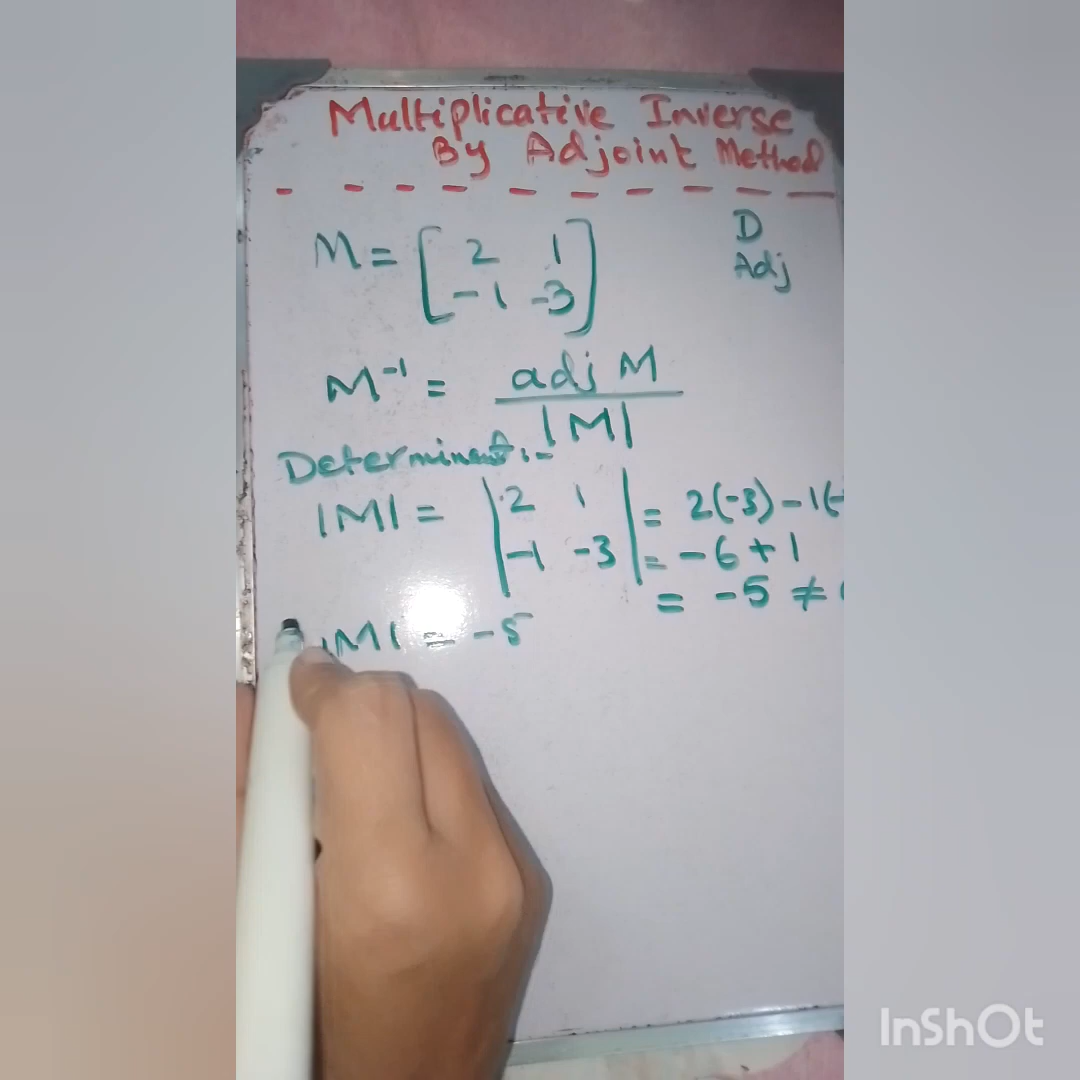 Multiplicative Inverse
By Adjoint Method
D
Adj
M = [ 2 1
-1 -3 ]
M⁻¹ = adj M
|M|
Determinent:-
|M| = | 2 1 | = 2(-3) - 1(-
| -1 -3 | = -6 + 1
= -5 ≠
|M| = -5
InShOt